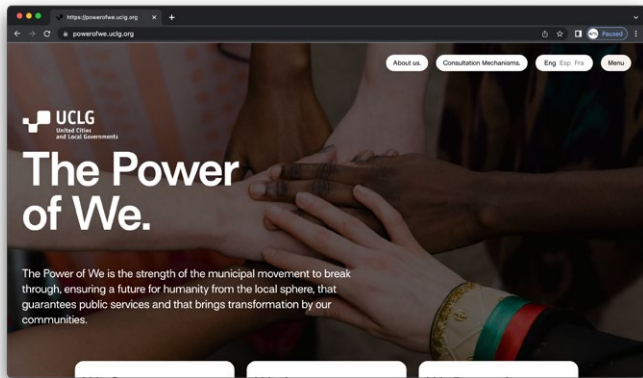 https://powerofwe.uclg.org
powerofwe.uclg.org
Paused
About us.
Consultation Mechanisms.
Eng Esp Fra
Menu
UCLG
United Cities
and Local Governments
The Power
of We.
The Power of We is the strength of the municipal movement to break
through, ensuring a future for humanity from the local sphere, that
guarantees public services and that brings transformation by our
communities.